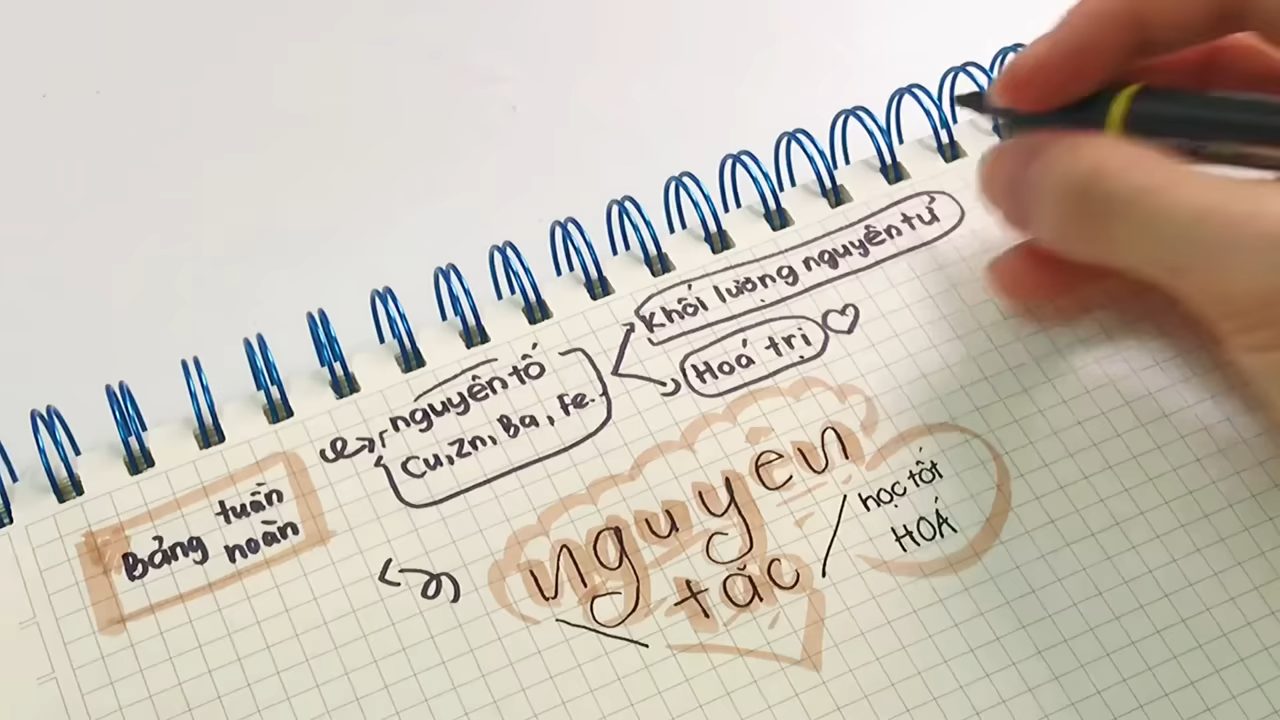 Khối lượng nguyên tử
Hoá trị
nguyên tố
Cu, Zn, Ba, Fe..
Bảng tuần
hoàn
nguyên
tắc
học tốt
HOÁ